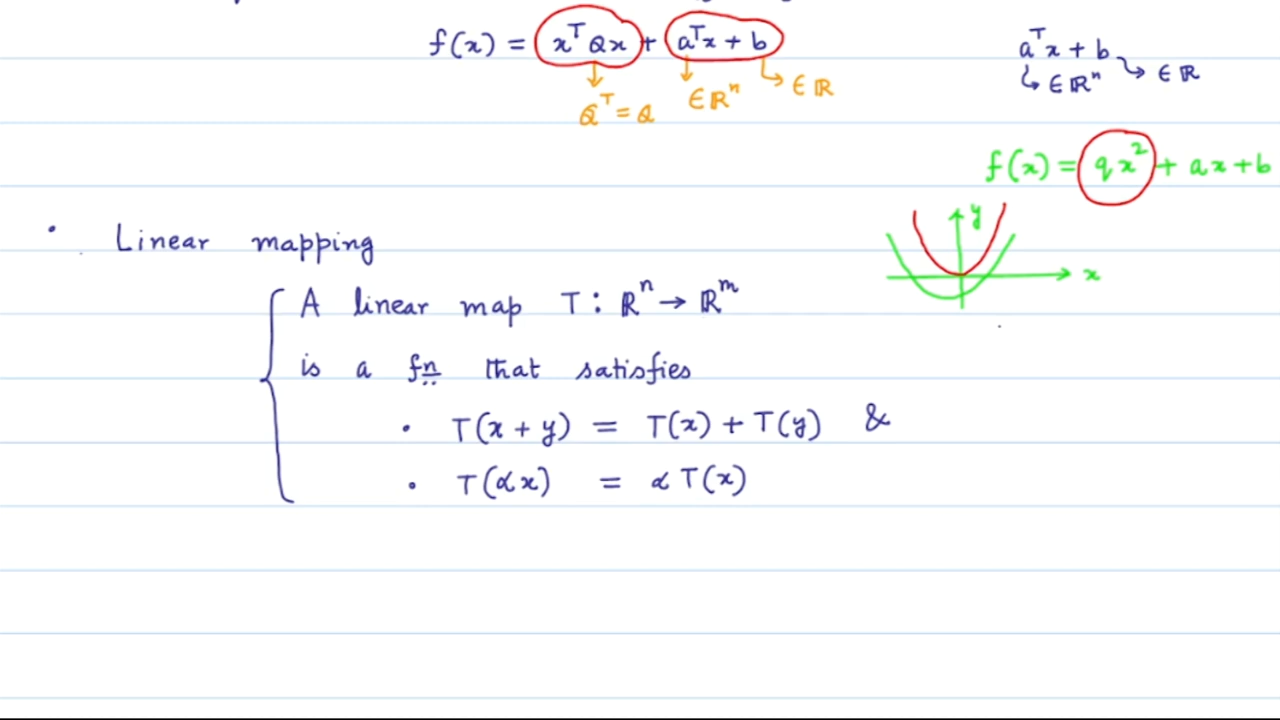 f(x) = xᵀQx + aᵀx + b
aᵀx + b
∈ ℝⁿ
∈ ℝ
Qᵀ = Q
∈ ℝⁿ
∈ ℝ
f(x) = qx² + ax + b
y
x
• Linear mapping
A linear map T : ℝⁿ → ℝᵐ
is a fn that satisfies
• T(x + y) = T(x) + T(y) &
• T(αx) = α T(x)